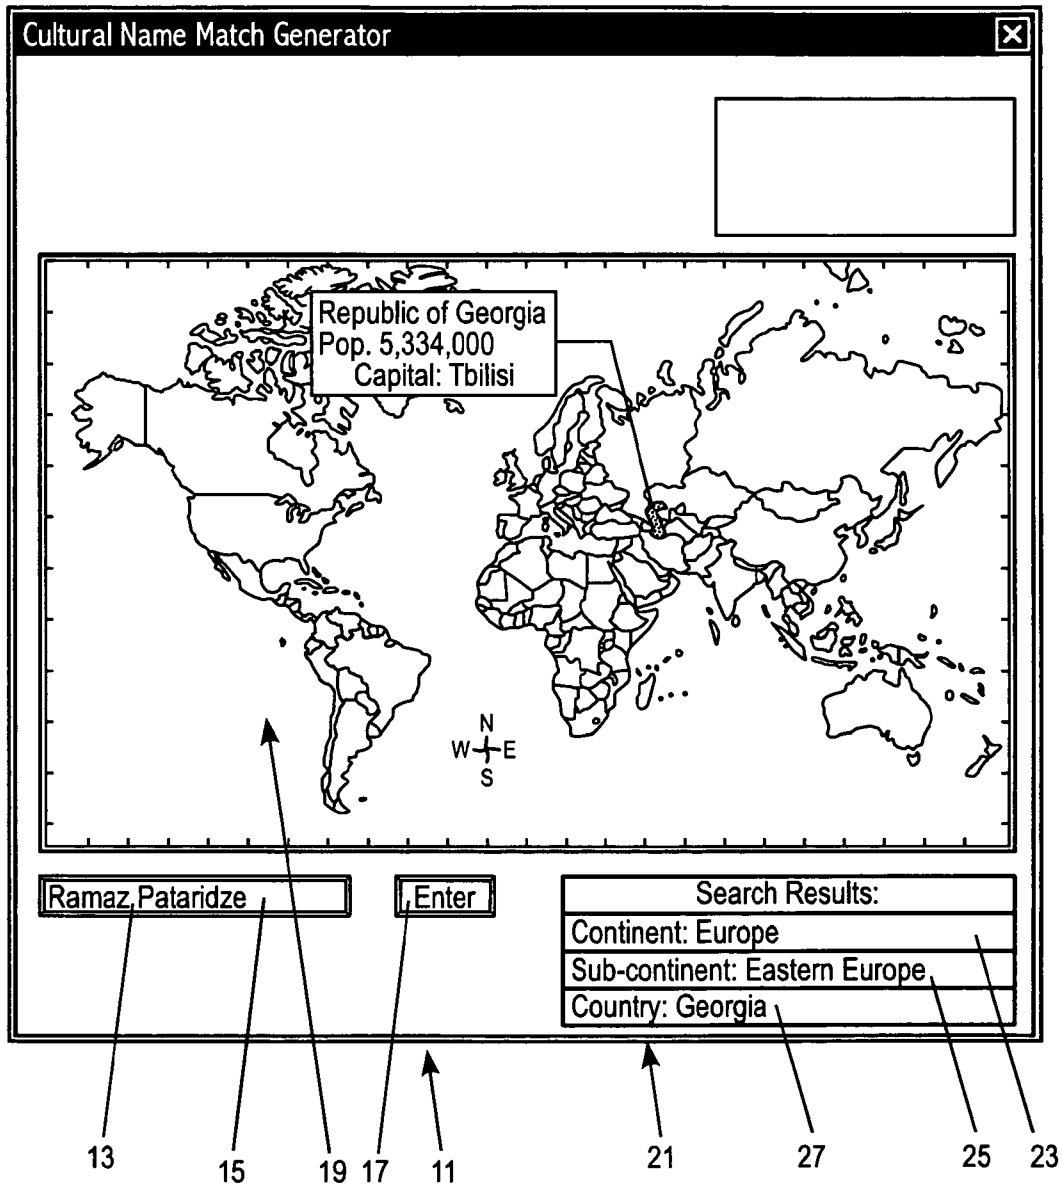 Cultural Name Match Generator
Republic of Georgia
Pop. 5,334,000
Capital: Tbilisi
N
W E
S
Ramaz Pataridze
Enter
Search Results:
Continent: Europe
Sub-continent: Eastern Europe
Country: Georgia
13
15
19
17
11
21
27
25
23